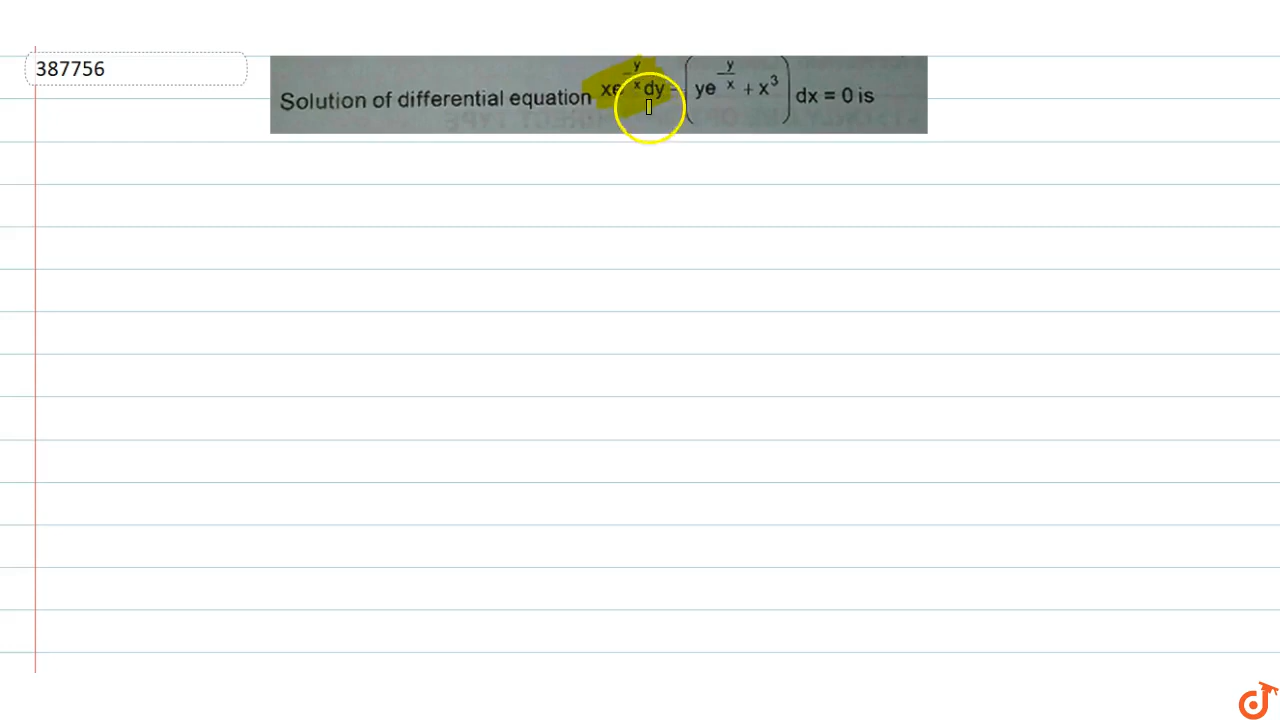 387756
Solution of differential equation xe^{y/x} dy - (ye^{y/x} + x^3) dx = 0 is